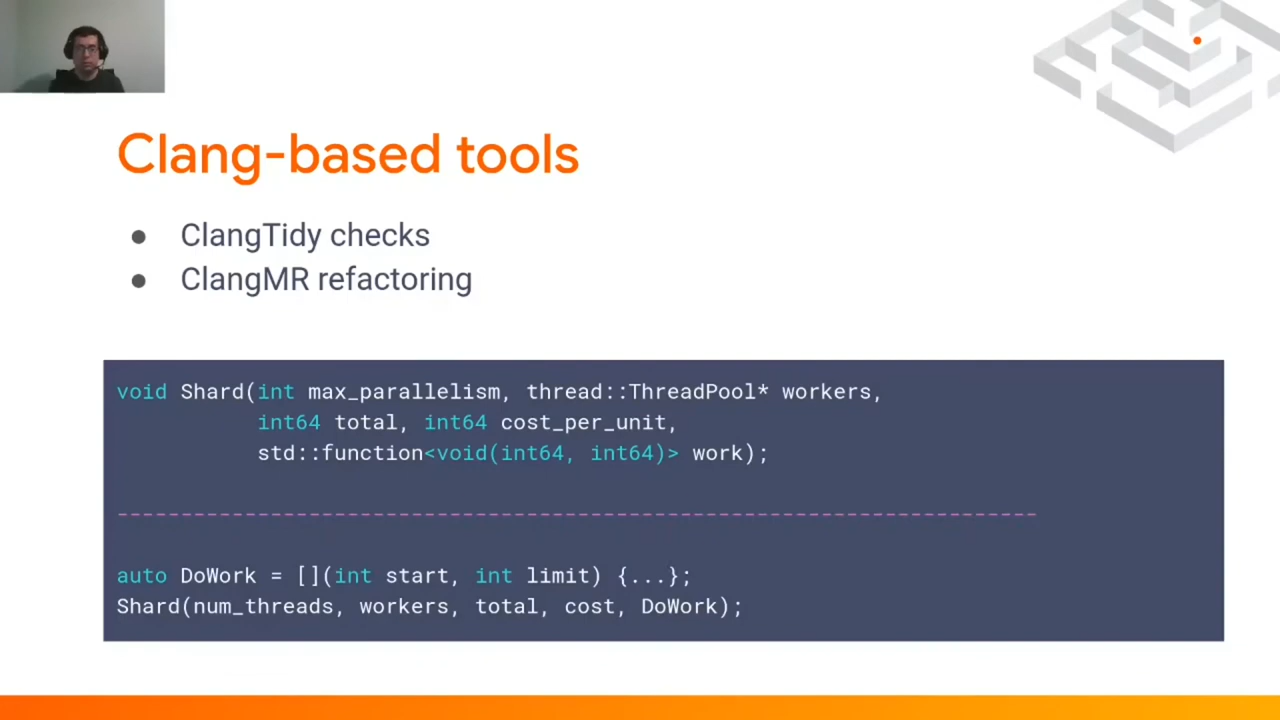 Clang-based tools
● ClangTidy checks
● ClangMR refactoring
void Shard(int max_parallelism, thread::ThreadPool* workers,
int64 total, int64 cost_per_unit,
std::function<void(int64, int64)> work);
------------------------------------------------------------------------
auto DoWork = [](int start, int limit) {...};
Shard(num_threads, workers, total, cost, DoWork);